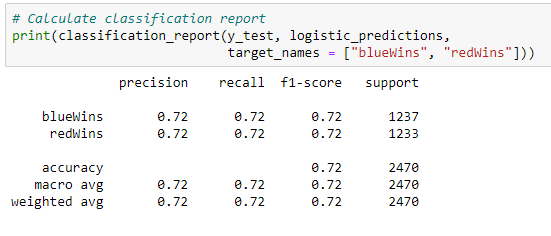 # Calculate classification report
print(classification_report(y_test, logistic_predictions,
target_names = ["blueWins", "redWins"]))
precision recall f1-score support
blueWins 0.72 0.72 0.72 1237
redWins 0.72 0.72 0.72 1233
accuracy 0.72 2470
macro avg 0.72 0.72 0.72 2470
weighted avg 0.72 0.72 0.72 2470